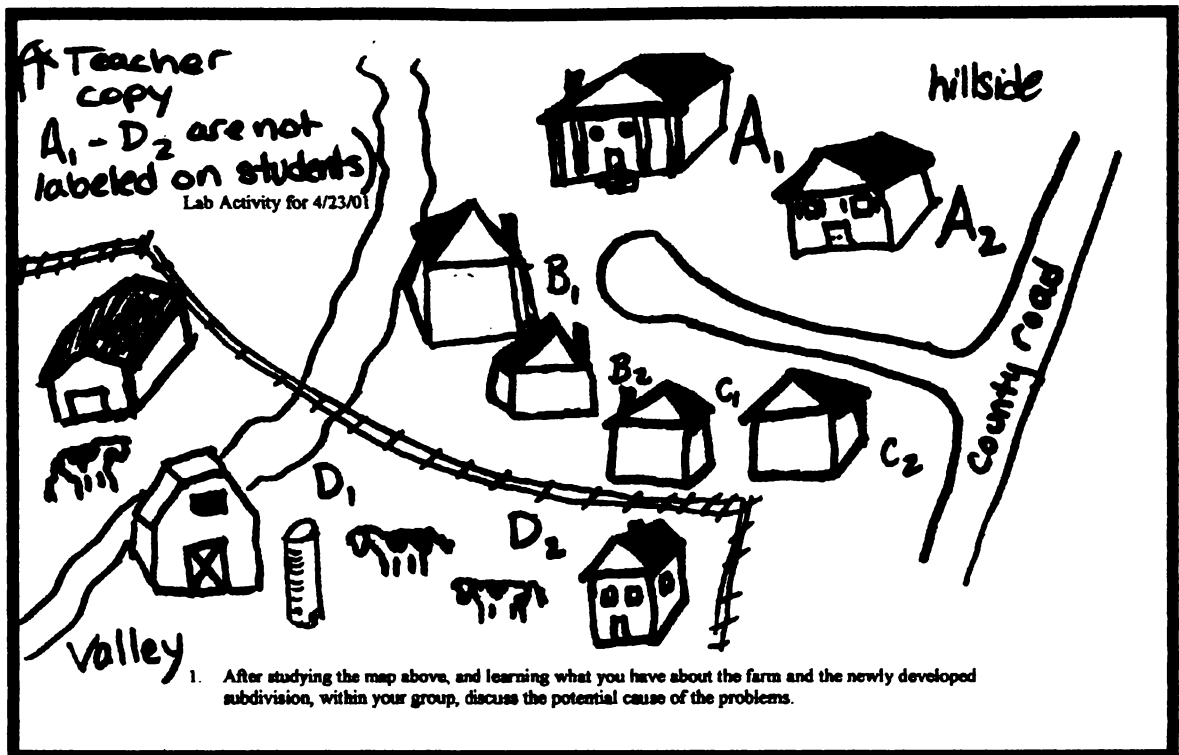 * Teacher
copy
A₁ - D₂ are not
labeled on students)
Lab Activity for 4/23/01
hillside
A₁
A₂
B₁
B₂
C₁
C₂
county road
D₁
D₂
Valley
1. After studying the map above, and learning what you have about the farm and the newly developed
subdivision, within your group, discuss the potential cause of the problems.